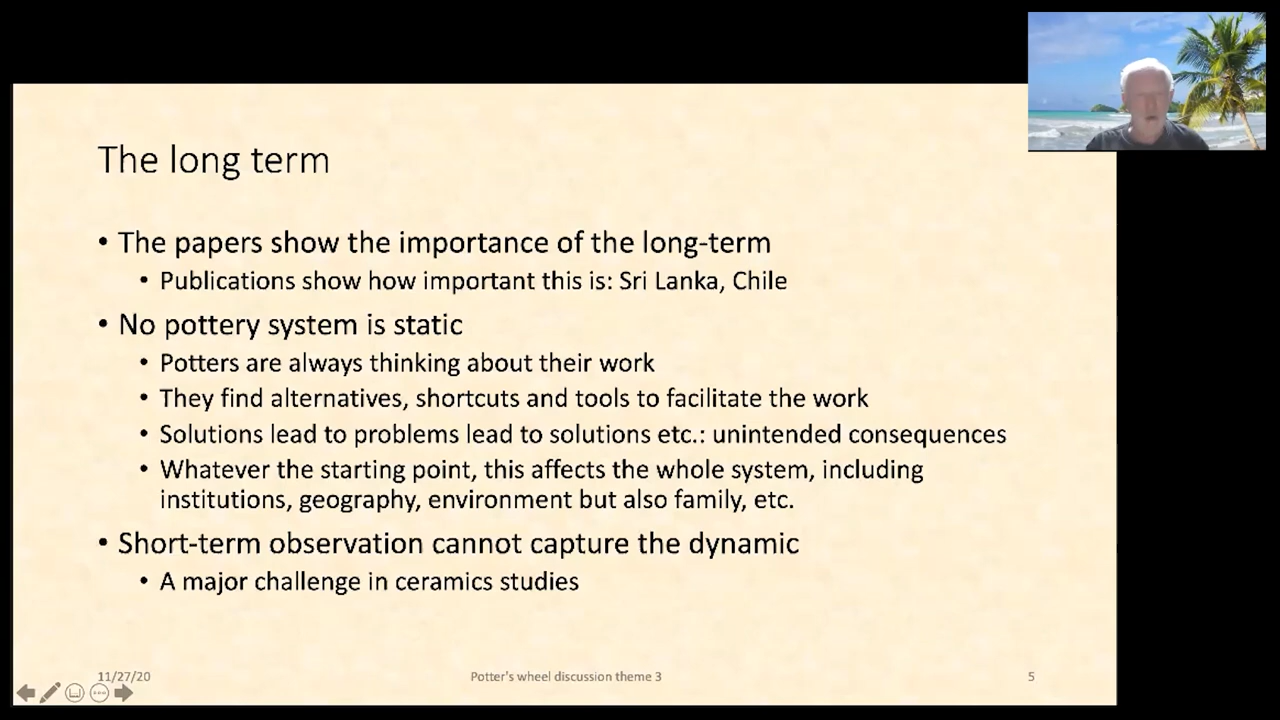 The long term
• The papers show the importance of the long-term
• Publications show how important this is: Sri Lanka, Chile
• No pottery system is static
• Potters are always thinking about their work
• They find alternatives, shortcuts and tools to facilitate the work
• Solutions lead to problems lead to solutions etc.: unintended consequences
• Whatever the starting point, this affects the whole system, including
institutions, geography, environment but also family, etc.
• Short-term observation cannot capture the dynamic
• A major challenge in ceramics studies
11/27/20
Potter's wheel discussion theme 3
5